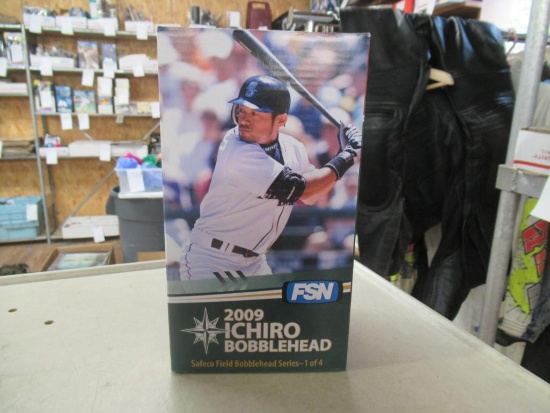 FSN
2009
ICHIRO
BOBBLEHEAD
Safeco Field Bobblehead Series-1 of 4